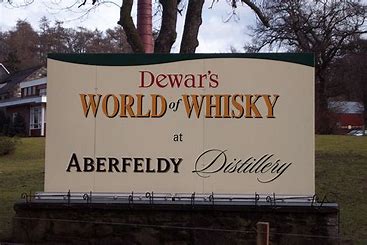 Dewar's
WORLD of WHISKY
at
ABERFELDY Distillery